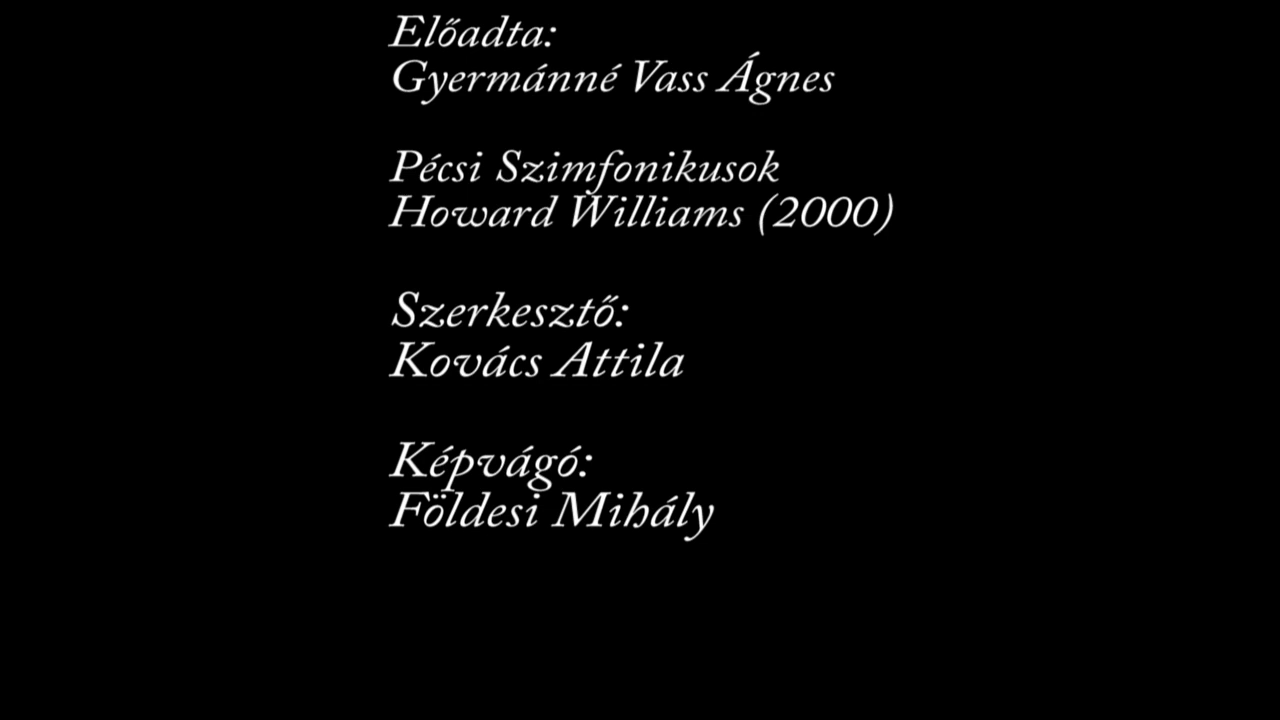 Előadta:
Gyermánné Vass Ágnes
Pécsi Szimfonikusok
Howard Williams (2000)
Szerkesztő:
Kovács Attila
Képvágó:
Földesi Mihály